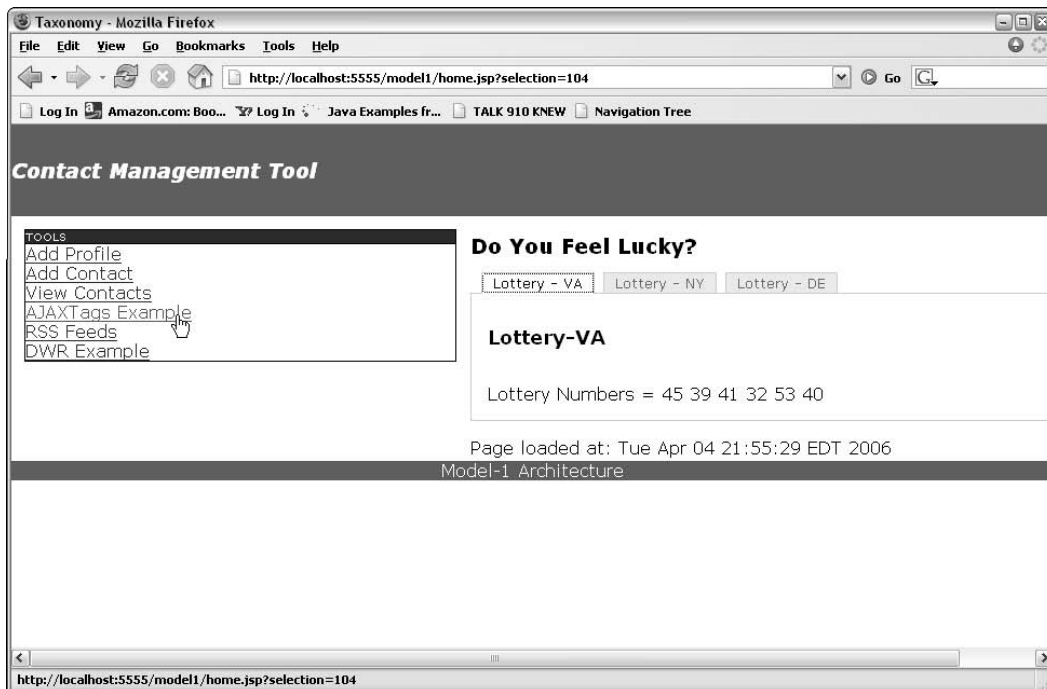 Taxonomy - Mozilla Firefox
File Edit View Go Bookmarks Tools Help
http://localhost:5555/model1/home.jsp?selection=104 Go G
Log In Amazon.com: Boo... Log In Java Examples fr... TALK 910 KNEW Navigation Tree
Contact Management Tool
TOOLS
Add Profile
Add Contact
View Contacts
AJAXTags Example
RSS Feeds
DWR Example
Do You Feel Lucky?
Lottery - VA Lottery - NY Lottery - DE
Lottery-VA
Lottery Numbers = 45 39 41 32 53 40
Page loaded at: Tue Apr 04 21:55:29 EDT 2006
Model-1 Architecture
http://localhost:5555/model1/home.jsp?selection=104